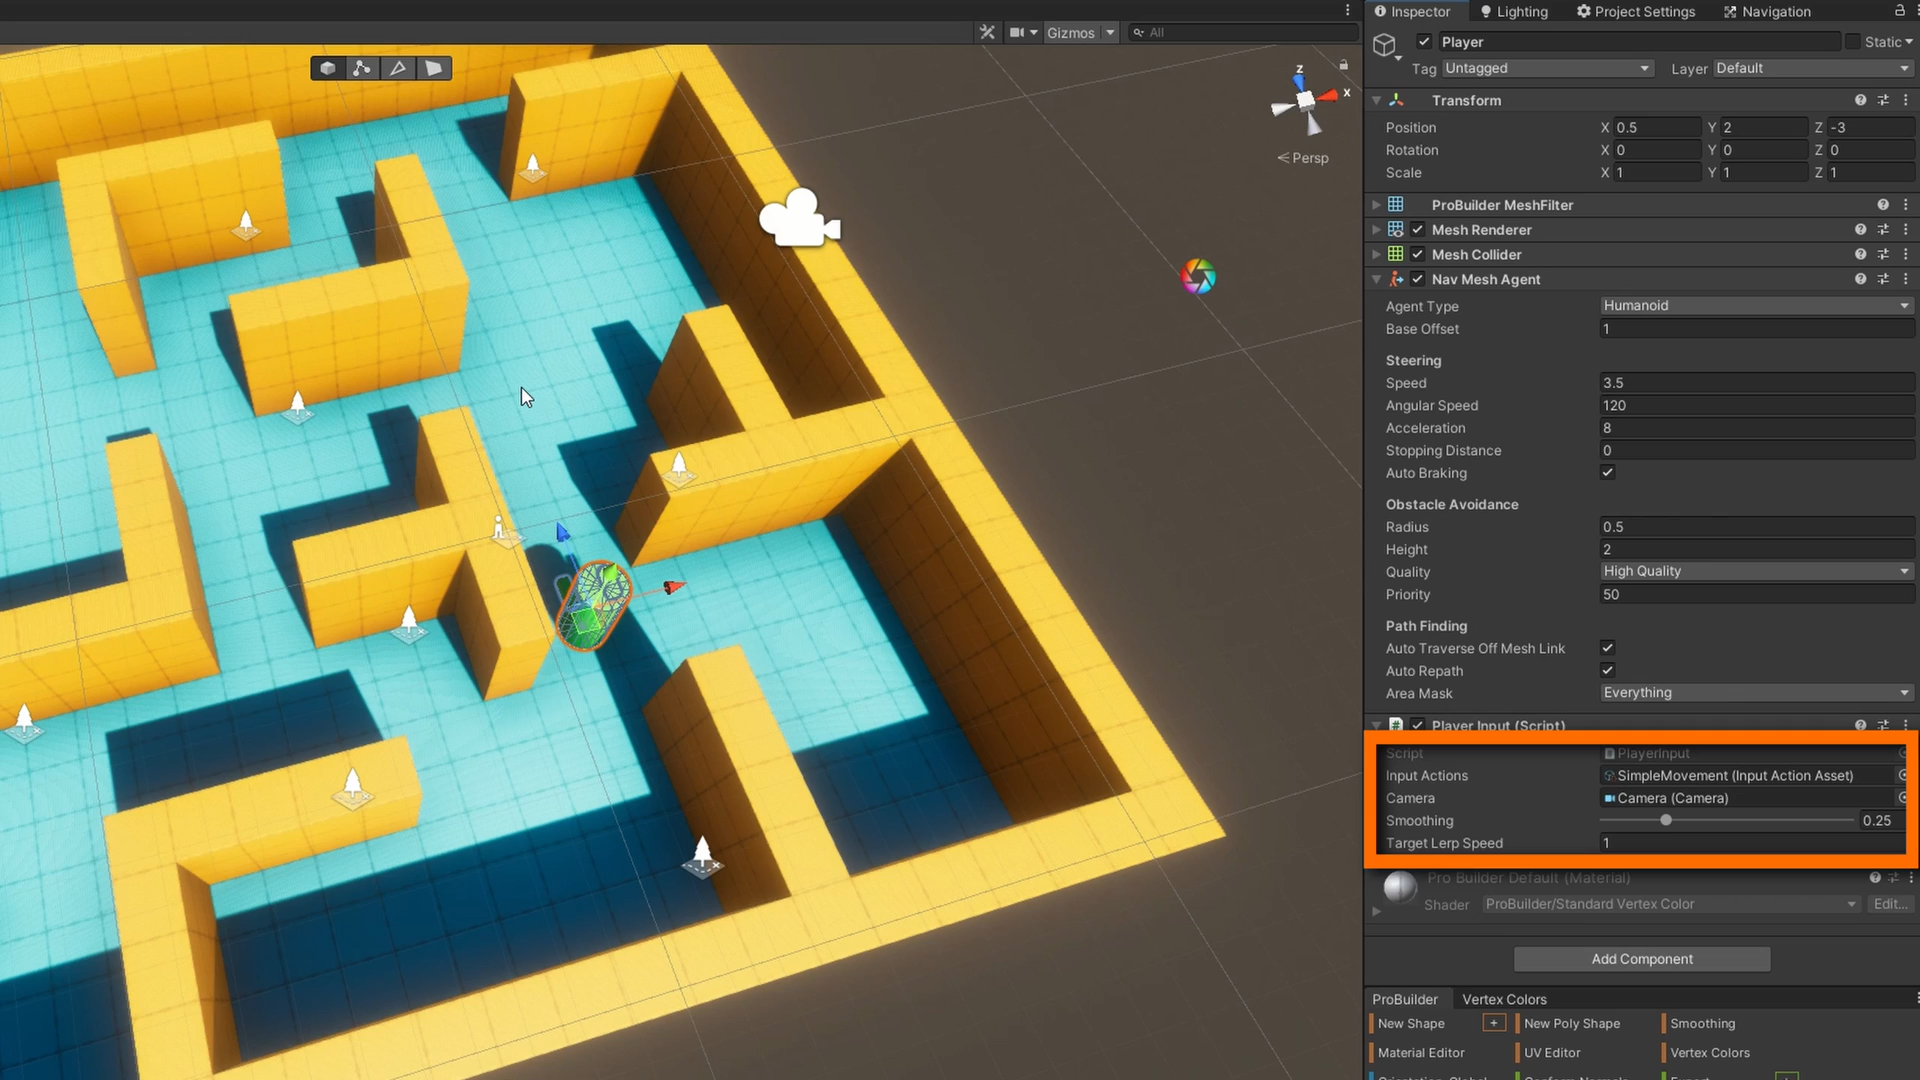 Inspector Lighting Project Settings Navigation
Gizmos All
Player Static
Tag Untagged Layer Default
Transform
Position X 0.5 Y 2 Z -3
Rotation X 0 Y 0 Z 0
Scale X 1 Y 1 Z 1
ProBuilder MeshFilter
Mesh Renderer
Mesh Collider
Nav Mesh Agent
Agent Type Humanoid
Base Offset 1
Steering
Speed 3.5
Angular Speed 120
Acceleration 8
Stopping Distance 0
Auto Braking
Obstacle Avoidance
Radius 0.5
Height 2
Quality High Quality
Priority 50
Path Finding
Auto Traverse Off Mesh Link
Auto Repath
Area Mask Everything
Player Input (Script)
Script PlayerInput
Input Actions SimpleMovement (Input Action Asset)
Camera Camera (Camera)
Smoothing 0.25
Target Lerp Speed 1
Pro Builder Default (Material)
Shader ProBuilder/Standard Vertex Color Edit...
Add Component
ProBuilder Vertex Colors
New Shape + New Poly Shape Smoothing
Material Editor UV Editor Vertex Colors
z
x
Persp